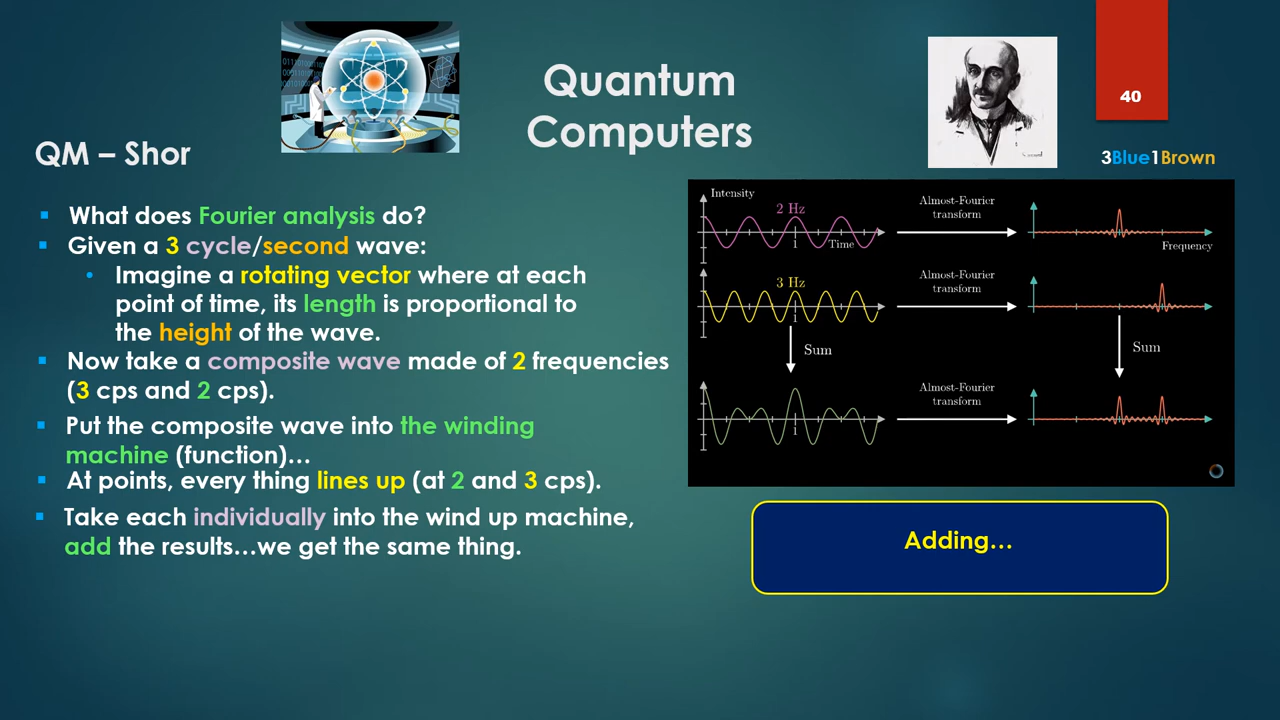 Quantum
Computers
40
QM – Shor
3Blue1Brown
What does Fourier analysis do?
Given a 3 cycle/second wave:
Imagine a rotating vector where at each
point of time, its length is proportional to
the height of the wave.
Now take a composite wave made of 2 frequencies
(3 cps and 2 cps).
Put the composite wave into the winding
machine (function)…
At points, every thing lines up (at 2 and 3 cps).
Take each individually into the wind up machine,
add the results…we get the same thing.
Intensity
2 Hz
Time
1
Almost-Fourier
transform
Frequency
3 Hz
1
Almost-Fourier
transform
Sum
Sum
1
Almost-Fourier
transform
Adding…